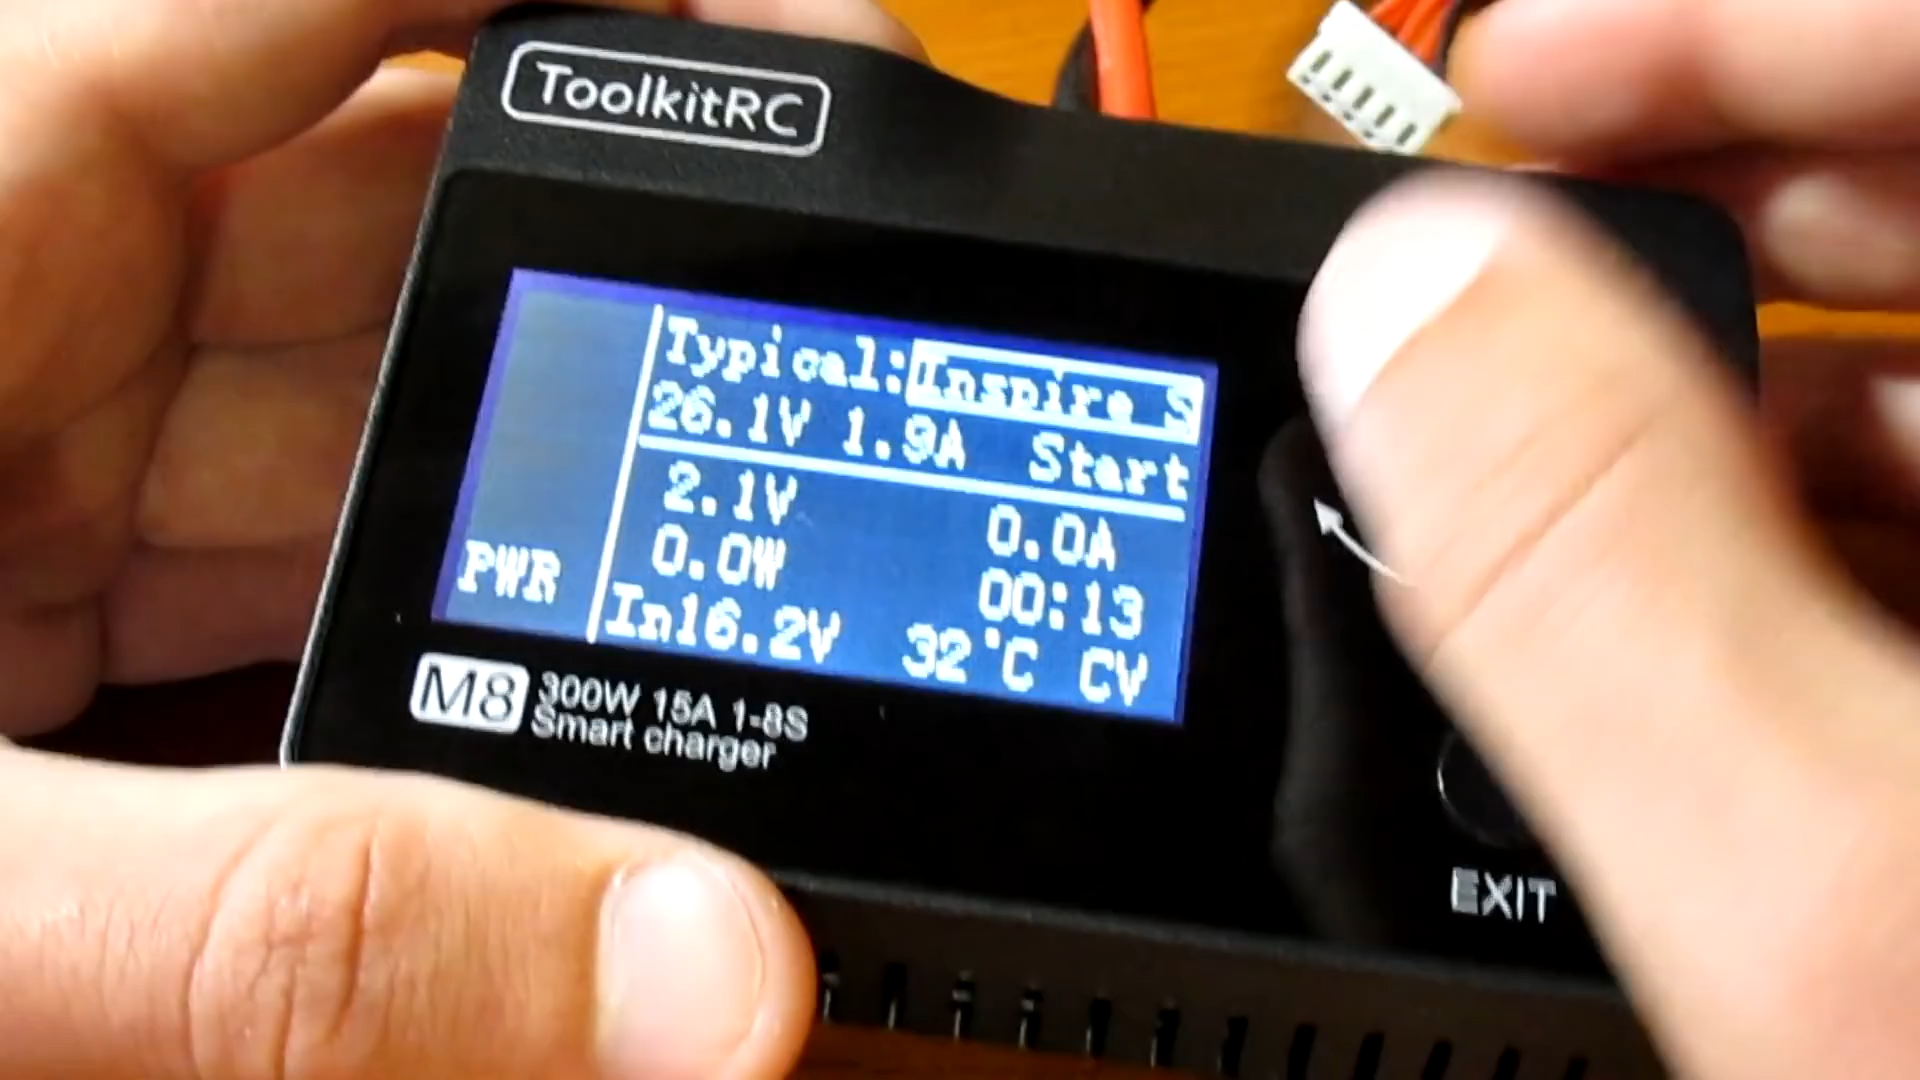 ToolkitRC
Typical:Inspire S
26.1V 1.9A Start
2.1V 0.0A
0.0W 00:13
PWR In16.2V 32°C CV
M8 300W 15A 1-8S
Smart charger
EXIT